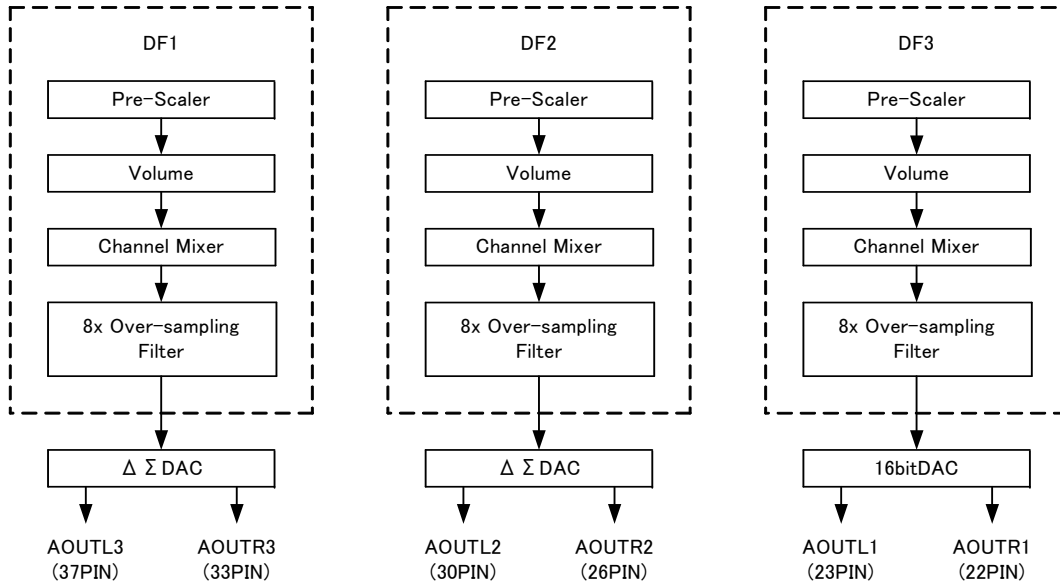 DF1
Pre-Scaler
Volume
Channel Mixer
8x Over-sampling
Filter
Δ Σ DAC
AOUTL3
(37PIN)
AOUTR3
(33PIN)
DF2
Pre-Scaler
Volume
Channel Mixer
8x Over-sampling
Filter
Δ Σ DAC
AOUTL2
(30PIN)
AOUTR2
(26PIN)
DF3
Pre-Scaler
Volume
Channel Mixer
8x Over-sampling
Filter
16bitDAC
AOUTL1
(23PIN)
AOUTR1
(22PIN)